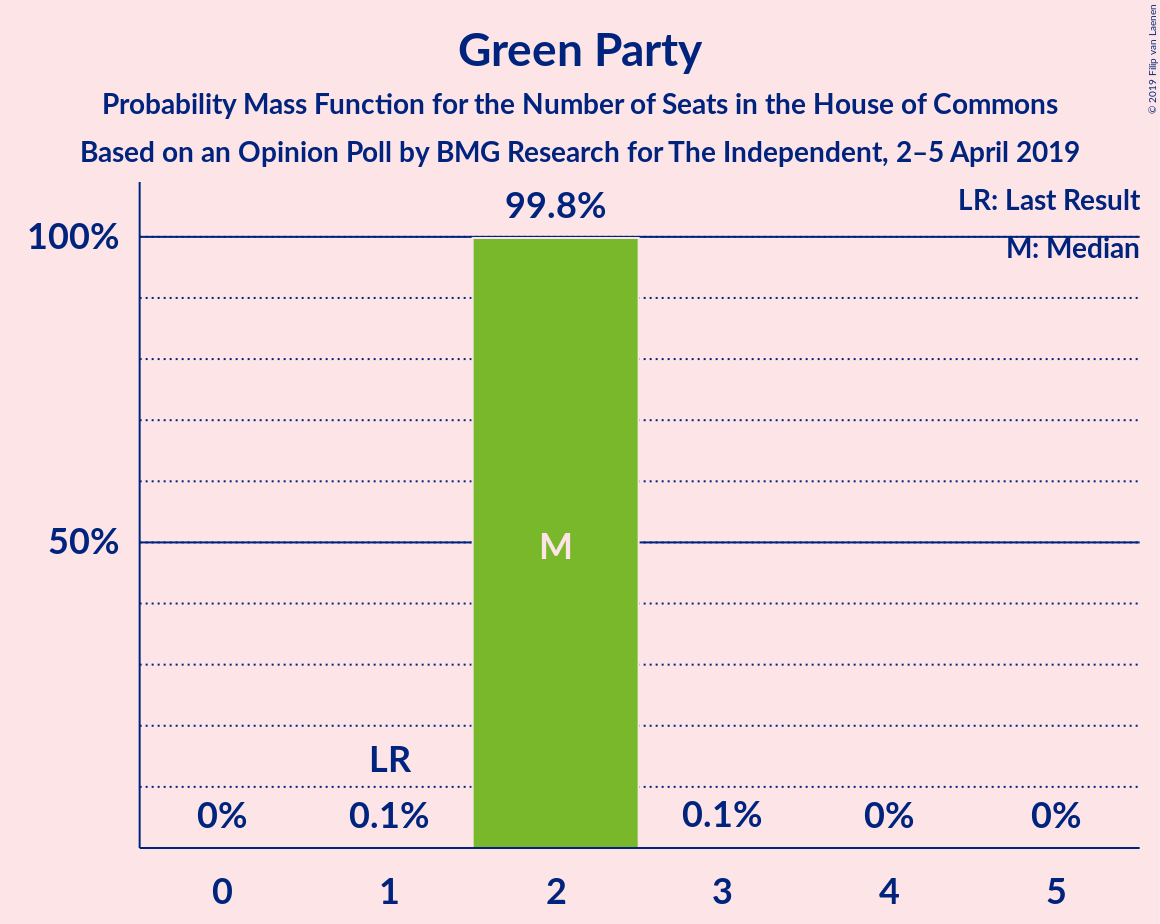 Green Party
Probability Mass Function for the Number of Seats in the House of Commons
Based on an Opinion Poll by BMG Research for The Independent, 2–5 April 2019
© 2019 Filip van Laenen
LR: Last Result
M: Median
99.8%
100%
50%
M
LR
0% 0.1% 0.1% 0% 0%
0 1 2 3 4 5